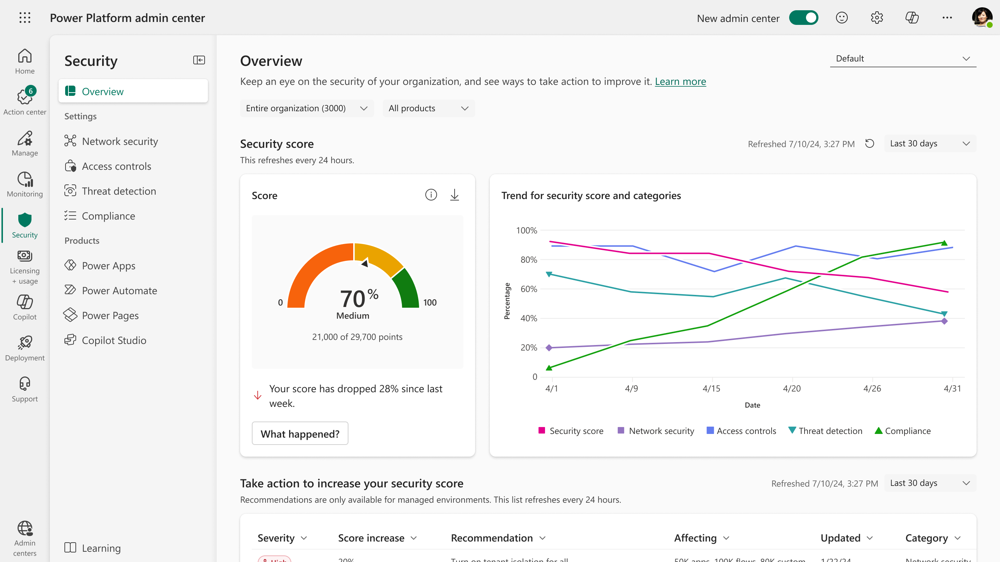 Power Platform admin center
New admin center
Home
6
Action center
Manage
Monitoring
Security
Licensing
+ usage
Copilot
Deployment
Support
Admin
centers
Security
Overview
Settings
Network security
Access controls
Threat detection
Compliance
Products
Power Apps
Power Automate
Power Pages
Copilot Studio
Learning
Overview
Default
Keep an eye on the security of your organization, and see ways to take action to improve it. Learn more
Entire organization (3000)
All products
Security score
Refreshed 7/10/24, 3:27 PM
Last 30 days
This refreshes every 24 hours.
Score
0
70%
100
Medium
21,000 of 29,700 points
Your score has dropped 28% since last
week.
What happened?
Trend for security score and categories
Percentage
100%
80%
60%
40%
20%
0
4/1 4/9 4/15 4/20 4/26 4/31
Date
Security score Network security Access controls Threat detection Compliance
Take action to increase your security score
Refreshed 7/10/24, 3:27 PM
Last 30 days
Recommendations are only available for managed environments. This list refreshes every 24 hours.
Severity Score increase Recommendation Affecting Updated Category
High 20% Turn on tenant isolation for all 50K apps, 100K flows, 80K custom 1/22/24 Network security